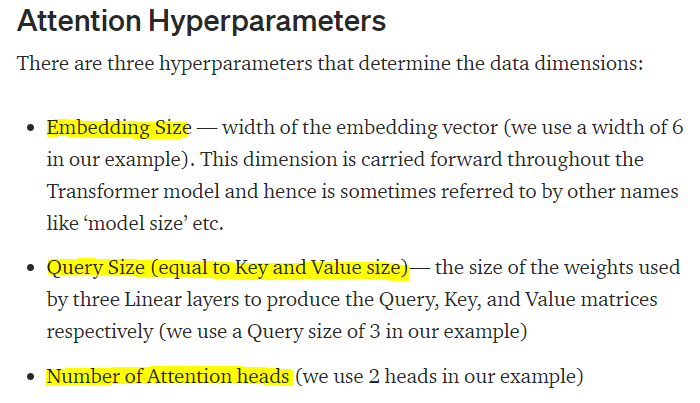 Attention Hyperparameters
There are three hyperparameters that determine the data dimensions:
• Embedding Size — width of the embedding vector (we use a width of 6
in our example). This dimension is carried forward throughout the
Transformer model and hence is sometimes referred to by other names
like ‘model size’ etc.
• Query Size (equal to Key and Value size)— the size of the weights used
by three Linear layers to produce the Query, Key, and Value matrices
respectively (we use a Query size of 3 in our example)
• Number of Attention heads (we use 2 heads in our example)